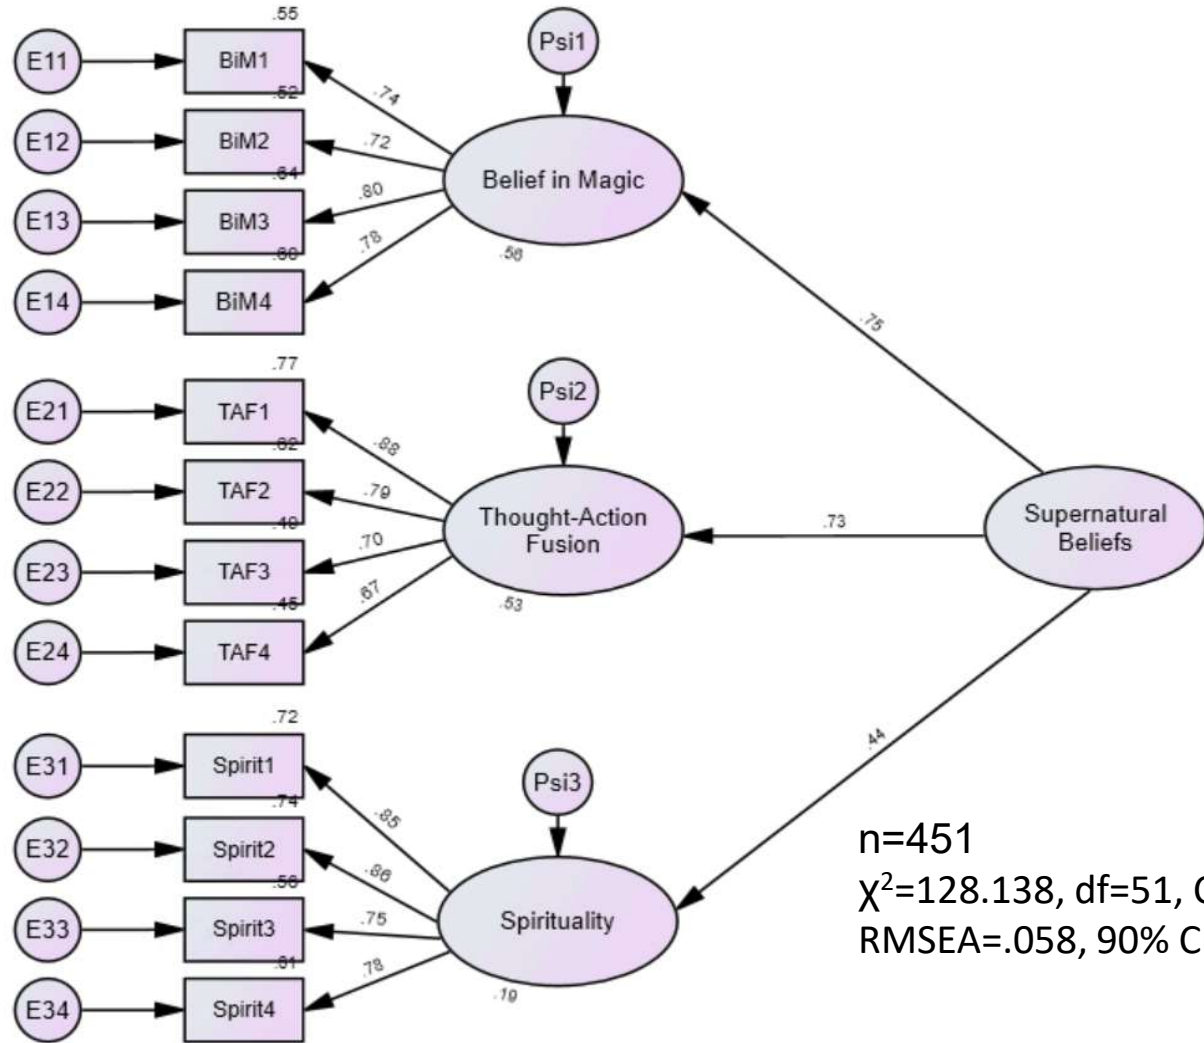 .55
E11
BiM1
.74
Psi1
.52
E12
BiM2
.72
.64
E13
BiM3
.80
Belief in Magic
.60
E14
BiM4
.78
.56
.75
.77
E21
TAF1
.88
Psi2
.62
E22
TAF2
.79
.49
E23
TAF3
.70
Thought-Action
Fusion
.45
E24
TAF4
.67
.53
.73
Supernatural
Beliefs
.72
E31
Spirit1
.85
Psi3
.74
E32
Spirit2
.86
.56
E33
Spirit3
.75
Spirituality
.61
E34
Spirit4
.78
.19
.44
n=451
χ²=128.138, df=51,
RMSEA=.058, 90%